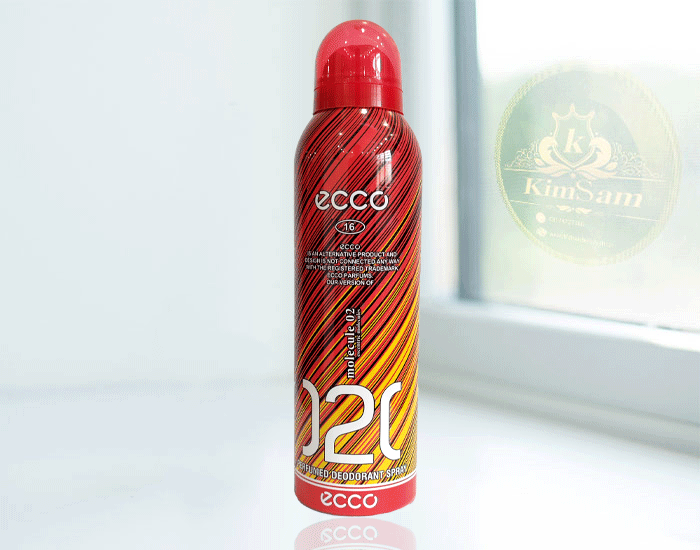 ecco
16
ecco
IS AN ALTERNATIVE PRODUCT AND
DESIGN IS NOT CONNECTED ANY WAY
WITH THE REGISTERED TRADEMARK
ECCO PARFUMS.
OUR VERSION OF
molecule 02
020
PERFUMED DEODORANT SPRAY
ecco
k
KimSam